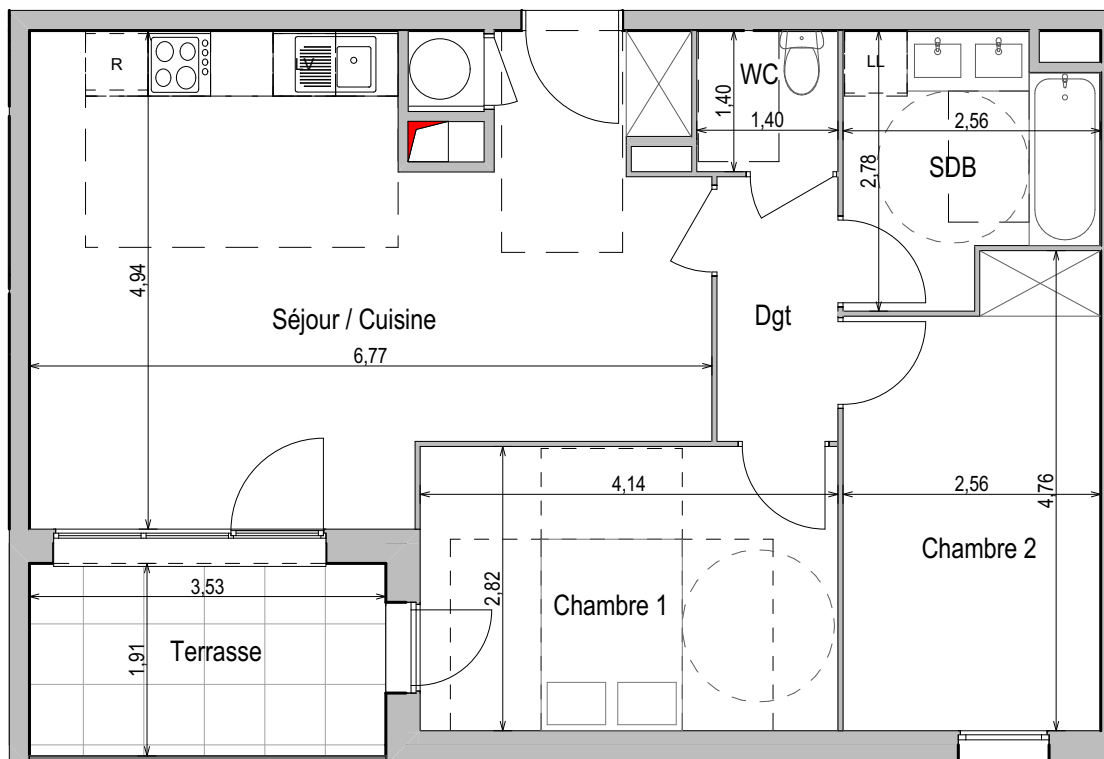 R
LV
WC
1,40
1,40
LL
2,56
2,78
SDB
4,94
Séjour / Cuisine
6,77
Dgt
4,14
2,82
Chambre 1
2,56
4,76
Chambre 2
3,53
1,91
Terrasse